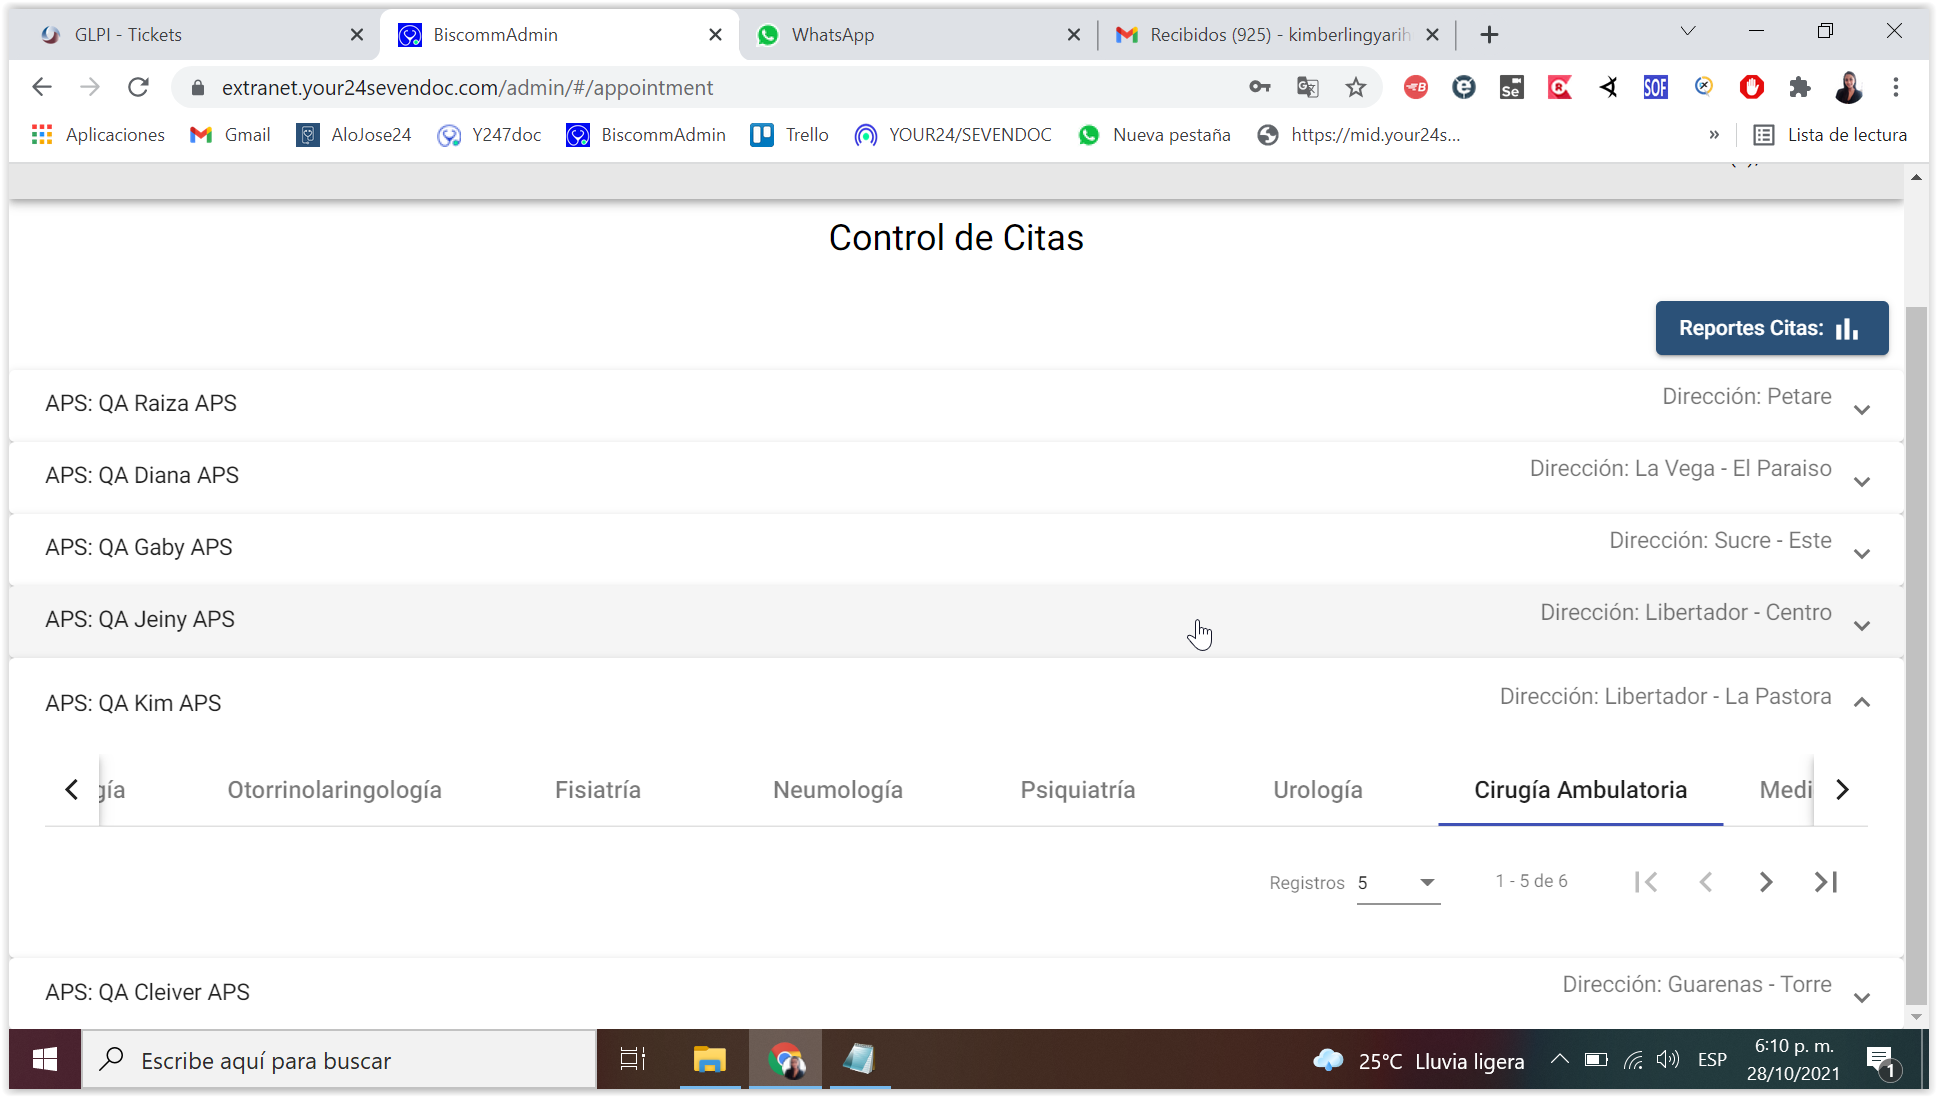 GLPI - Tickets
BiscommAdmin
WhatsApp
Recibidos (925) - kimberlingyarih
extranet.your24sevendoc.com/admin/#/appointment
Se
SOF
Aplicaciones
Gmail
AloJose24
Y247doc
BiscommAdmin
Trello
YOUR24/SEVENDOC
Nueva pestaña
https://mid.your24s...
»
Lista de lectura
Control de Citas
Reportes Citas:
APS: QA Raiza APS
Dirección: Petare
APS: QA Diana APS
Dirección: La Vega - El Paraiso
APS: QA Gaby APS
Dirección: Sucre - Este
APS: QA Jeiny APS
Dirección: Libertador - Centro
APS: QA Kim APS
Dirección: Libertador - La Pastora
gía
Otorrinolaringología
Fisiatría
Neumología
Psiquiatría
Urología
Cirugía Ambulatoria
Medi
Registros 5
1 - 5 de 6
APS: QA Cleiver APS
Dirección: Guarenas - Torre
Escribe aquí para buscar
25°C Lluvia ligera
ESP
6:10 p. m.
28/10/2021
1